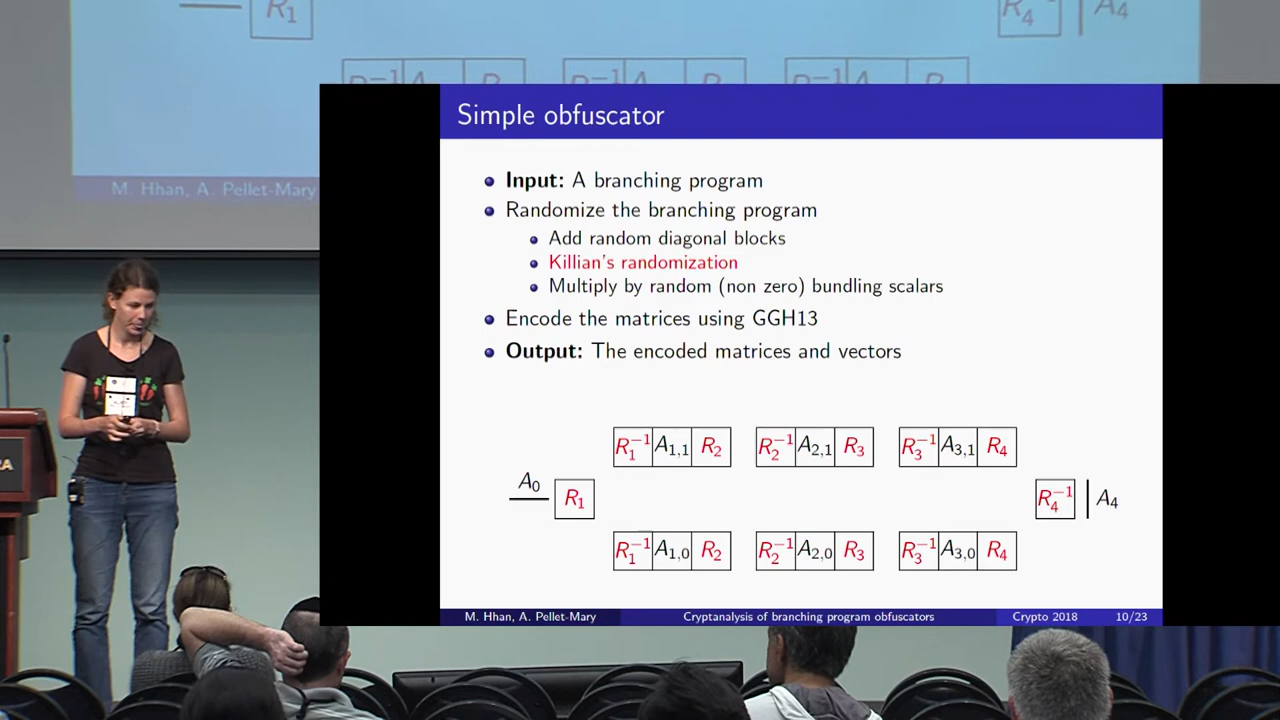 R1
R4-1 | A4
M. Hhan, A. Pellet-Mary
Simple obfuscator
Input: A branching program
Randomize the branching program
Add random diagonal blocks
Killian's randomization
Multiply by random (non zero) bundling scalars
Encode the matrices using GGH13
Output: The encoded matrices and vectors
R1^-1 A1,1 R2 R2^-1 A2,1 R3 R3^-1 A3,1 R4
A0 R1 R4^-1 A4
R1^-1 A1,0 R2 R2^-1 A2,0 R3 R3^-1 A3,0 R4
M. Hhan, A. Pellet-Mary Cryptanalysis of branching program obfuscators Crypto 2018 10/23